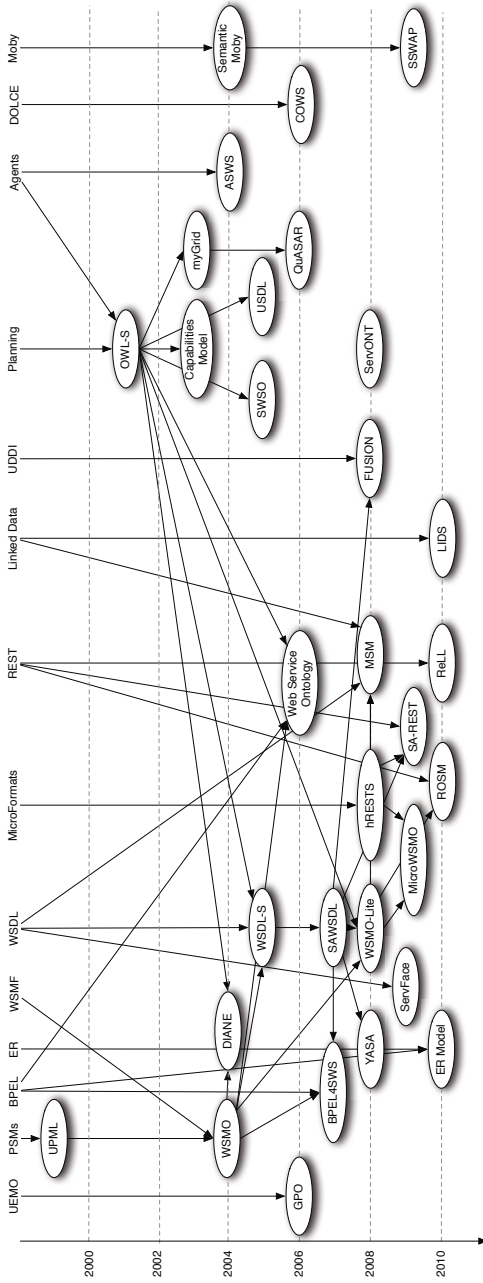 UEMO
PSMs
BPEL
ER
WSMF
WSDL
MicroFormats
REST
Linked Data
UDDI
Planning
Agents
DOLCE
Moby
UPML
2000
OWL-S
2002
Capabilities
Model
myGrid
2004
WSMO
DIANE
ASWS
Semantic
Moby
WSDL-S
SWSO
USDL
2006
GPO
Web Service
Ontology
QuASAR
COWS
BPEL4SWS
SAWSDL
2008
YASA
WSMO-Lite
hRESTS
MSM
FUSION
ServONT
ServFace
MicroWSMO
SA-REST
SSWAP
2010
ER Model
ROSM
ReLL
LIDS